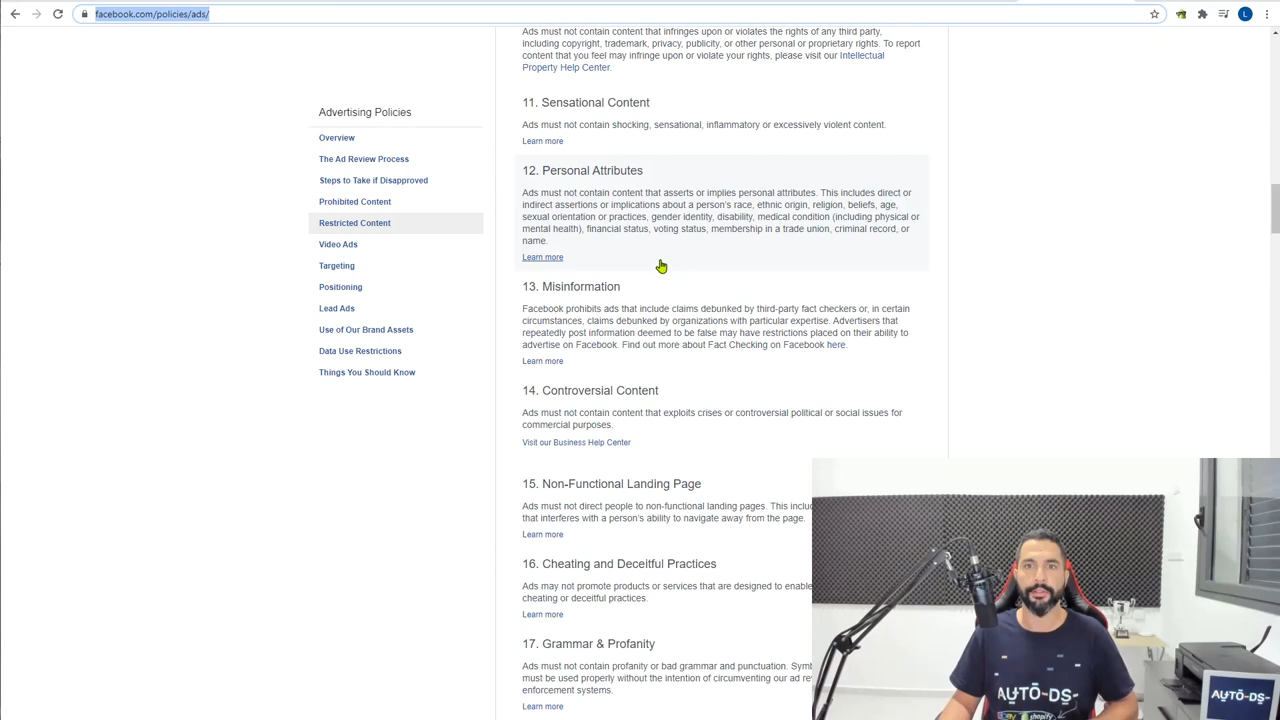 facebook.com/policies/ads/
L
Ads must not contain content that infringes upon or violates the rights of any third party,
including copyright, trademark, privacy, publicity, or other personal or proprietary rights. To report
content that you feel may infringe upon or violate your rights, please visit our Intellectual
Property Help Center.
Advertising Policies
Overview
The Ad Review Process
Steps to Take if Disapproved
Prohibited Content
Restricted Content
Video Ads
Targeting
Positioning
Lead Ads
Use of Our Brand Assets
Data Use Restrictions
Things You Should Know
11. Sensational Content
Ads must not contain shocking, sensational, inflammatory or excessively violent content.
Learn more
12. Personal Attributes
Ads must not contain content that asserts or implies personal attributes. This includes direct or
indirect assertions or implications about a person's race, ethnic origin, religion, beliefs, age,
sexual orientation or practices, gender identity, disability, medical condition (including physical or
mental health), financial status, voting status, membership in a trade union, criminal record, or
name.
Learn more
13. Misinformation
Facebook prohibits ads that include claims debunked by third-party fact checkers or, in certain
circumstances, claims debunked by organizations with particular expertise. Advertisers that
repeatedly post information deemed to be false may have restrictions placed on their ability to
advertise on Facebook. Find out more about Fact Checking on Facebook here.
Learn more
14. Controversial Content
Ads must not contain content that exploits crises or controversial political or social issues for
commercial purposes.
Visit our Business Help Center
15. Non-Functional Landing Page
Ads must not direct people to non-functional landing pages. This inclu
that interferes with a person's ability to navigate away from the page.
Learn more
16. Cheating and Deceitful Practices
Ads may not promote products or services that are designed to enable
cheating or deceitful practices.
Learn more
17. Grammar & Profanity
Ads must not contain profanity or bad grammar and punctuation. Sym
must be used properly without the intention of circumventing our ad re
enforcement systems.
Learn more
AUTO-DS-
ebay shopify
AUTO-DS-